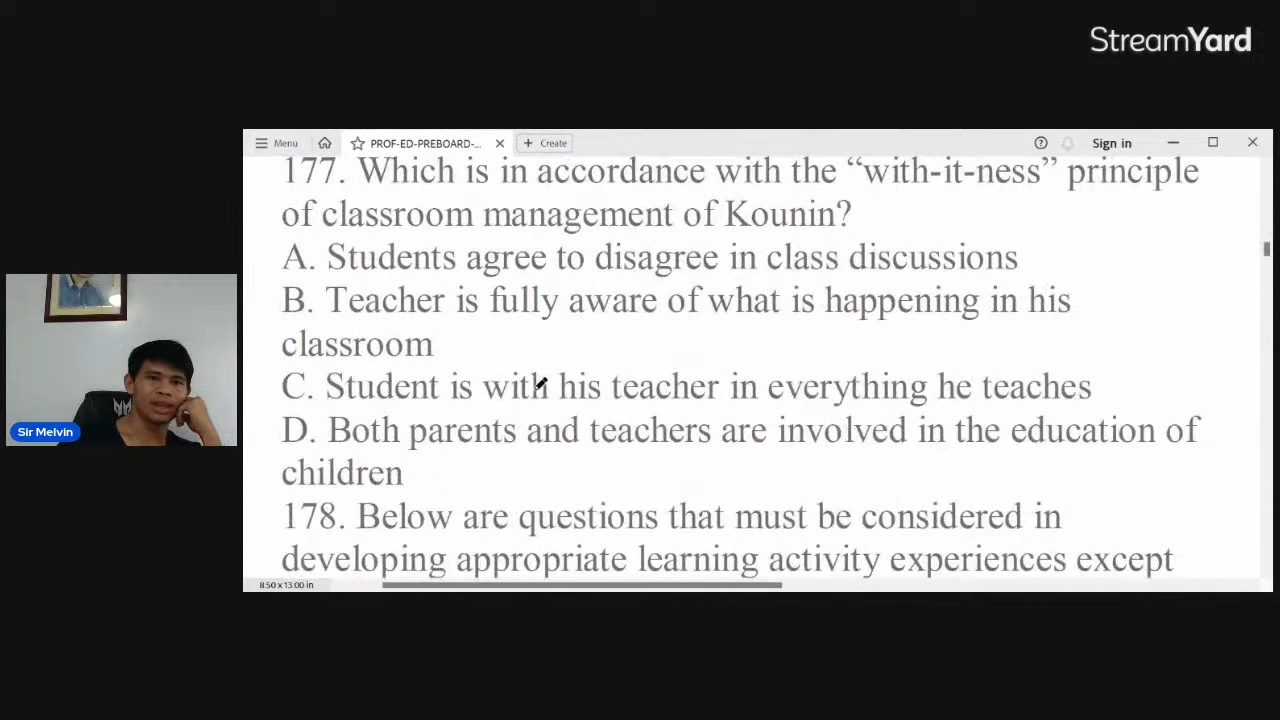 StreamYard
Menu
PROF-ED-PREBOARD-...
Create
Sign in
177. Which is in accordance with the “with-it-ness” principle
of classroom management of Kounin?
A. Students agree to disagree in class discussions
B. Teacher is fully aware of what is happening in his
classroom
C. Student is with his teacher in everything he teaches
D. Both parents and teachers are involved in the education of
children
178. Below are questions that must be considered in
developing appropriate learning activity experiences except
8.50 x 13.00 in
Sir Melvin